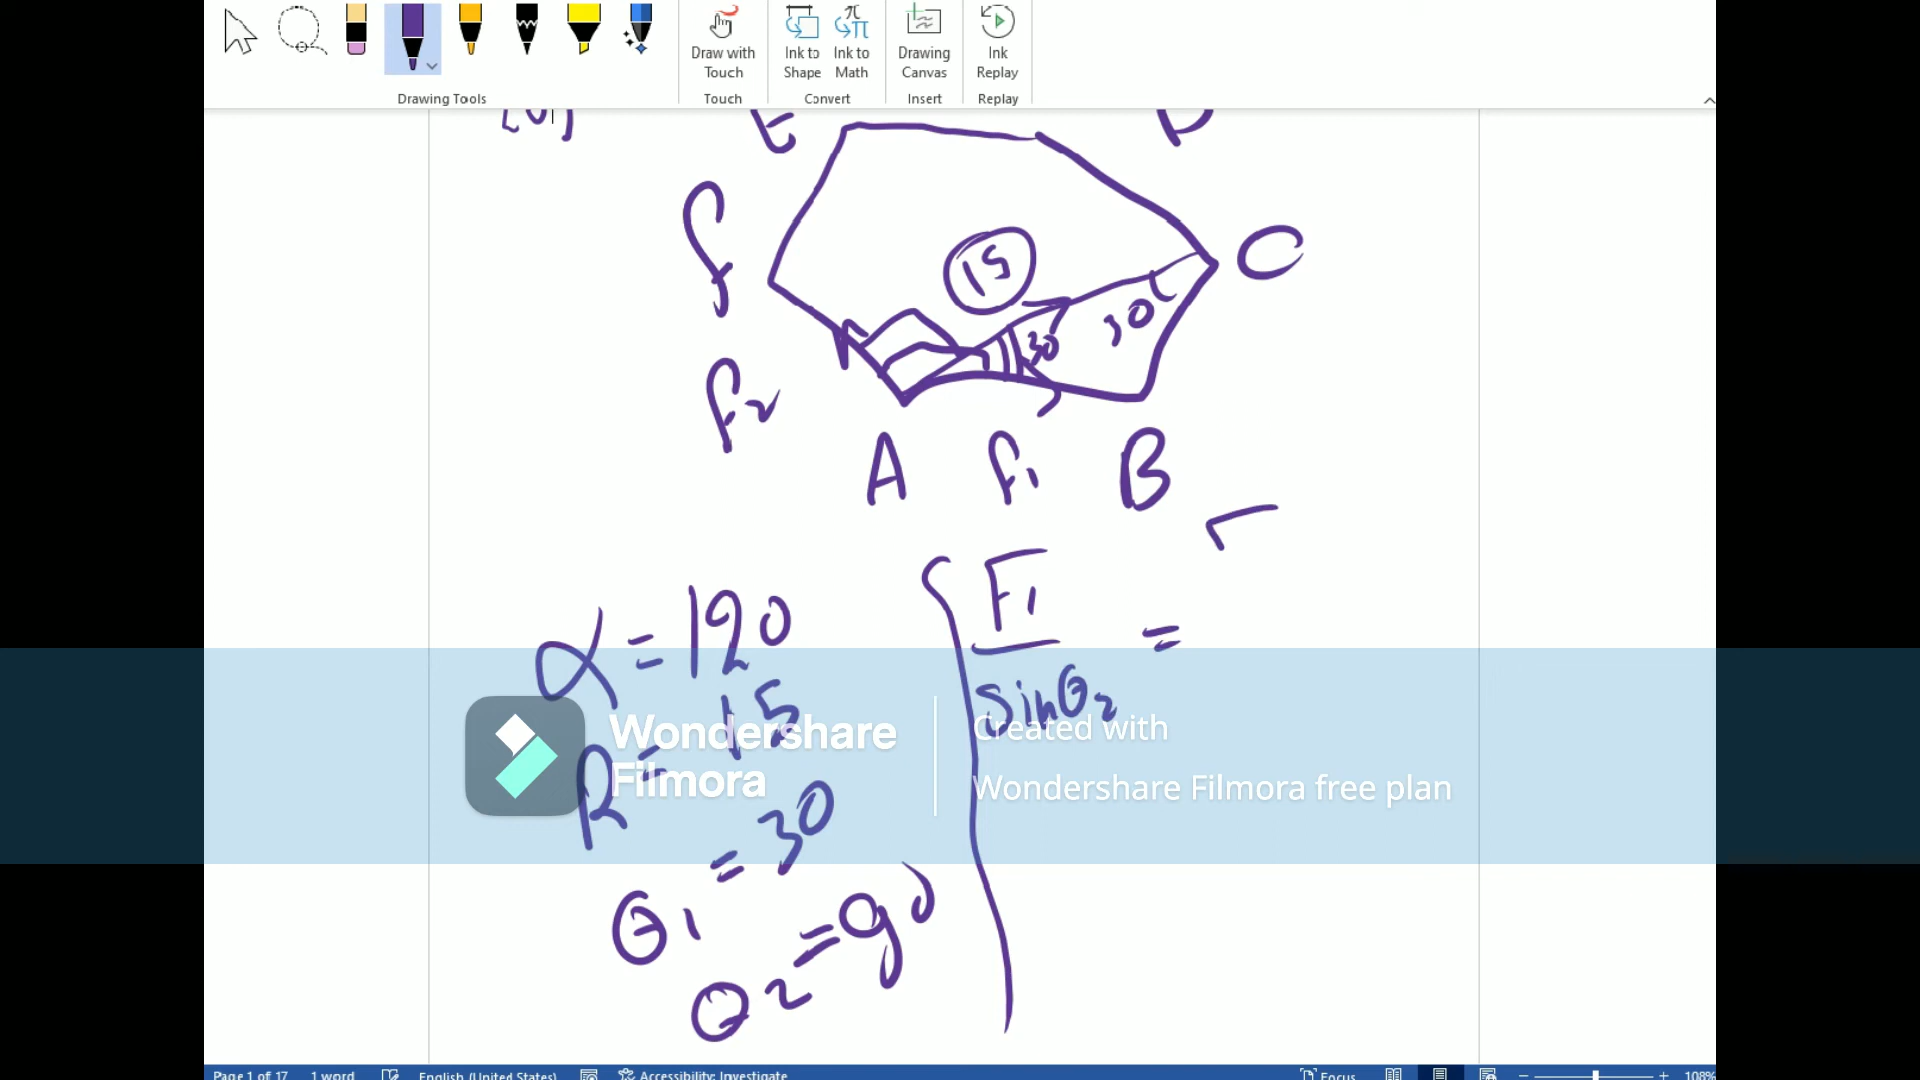 Draw with Touch
Ink to Shape
Ink to Math
Drawing Canvas
Ink Replay
Drawing Tools
Touch
Convert
Insert
Replay
E
D
f
15
C
30
30
F2
A
F1
B
α = 120
R = 15
θ1 = 30
θ2 = 90
F1
sinθ2
=
Wondershare
Filmora
Created with
Wondershare Filmora free plan
Page 1 of 17
1 word
English (United States)
Accessibility: Investigate
Focus
108%